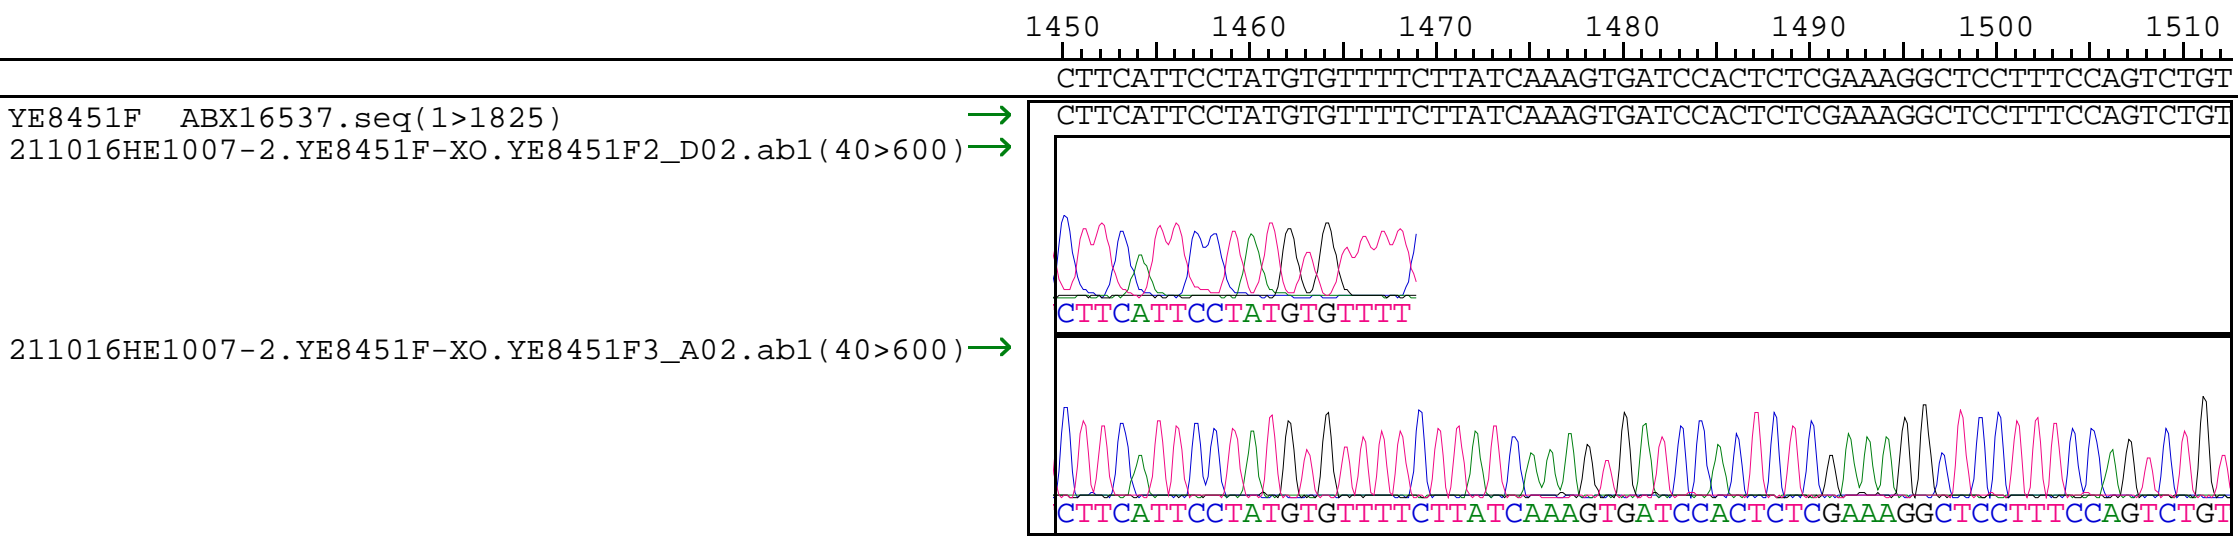 1450 1460 1470 1480 1490 1500 1510
CTTCATTCCTATGTGTTTTCTTATCAAAGTGATCCACTCTCGAAAGGCTCCTTTCCAGTCTGT
YE8451F ABX16537.seq(1>1825) → CTTCATTCCTATGTGTTTTCTTATCAAAGTGATCCACTCTCGAAAGGCTCCTTTCCAGTCTGT
211016HE1007-2.YE8451F-XO.YE8451F2_D02.ab1(40>600) →
CTTCATTCCTATGTGTTTT
211016HE1007-2.YE8451F-XO.YE8451F3_A02.ab1(40>600) →
CTTCATTCCTATGTGTTTTCTTATCAAAGTGATCCACTCTCGAAAGGCTCCTTTCCAGTCTGT